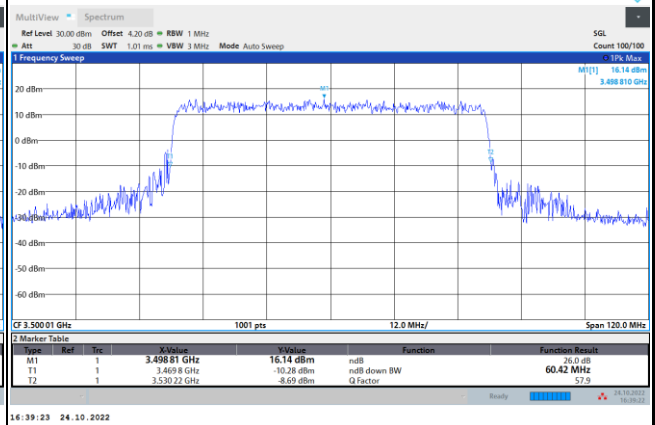 MultiView Spectrum
Ref Level 30.00 dBm Offset 4.20 dB RBW 1 MHz SGL
Att 30 dB SWT 1.01 ms VBW 3 MHz Mode Auto Sweep Count 100/100
1 Frequency Sweep 1Pk Max
M1[1] 16.14 dBm
3.498 810 GHz
20 dBm
M1
10 dBm
0 dBm
T2
-10 dBm
-20 dBm
-30 dBm
-40 dBm
-50 dBm
-60 dBm
CF 3.500 01 GHz 1001 pts 12.0 MHz/ Span 120.0 MHz
2 Marker Table
Type Ref Trc X-Value Y-Value Function Function Result
M1 1 3.498 81 GHz 16.14 dBm ndB 26.0 dB
T1 1 3.469 8 GHz -10.28 dBm ndB down BW 60.42 MHz
T2 1 3.530 22 GHz -8.69 dBm Q Factor 57.9
Ready 24.10.2022
16:39:22
16:39:23 24.10.2022